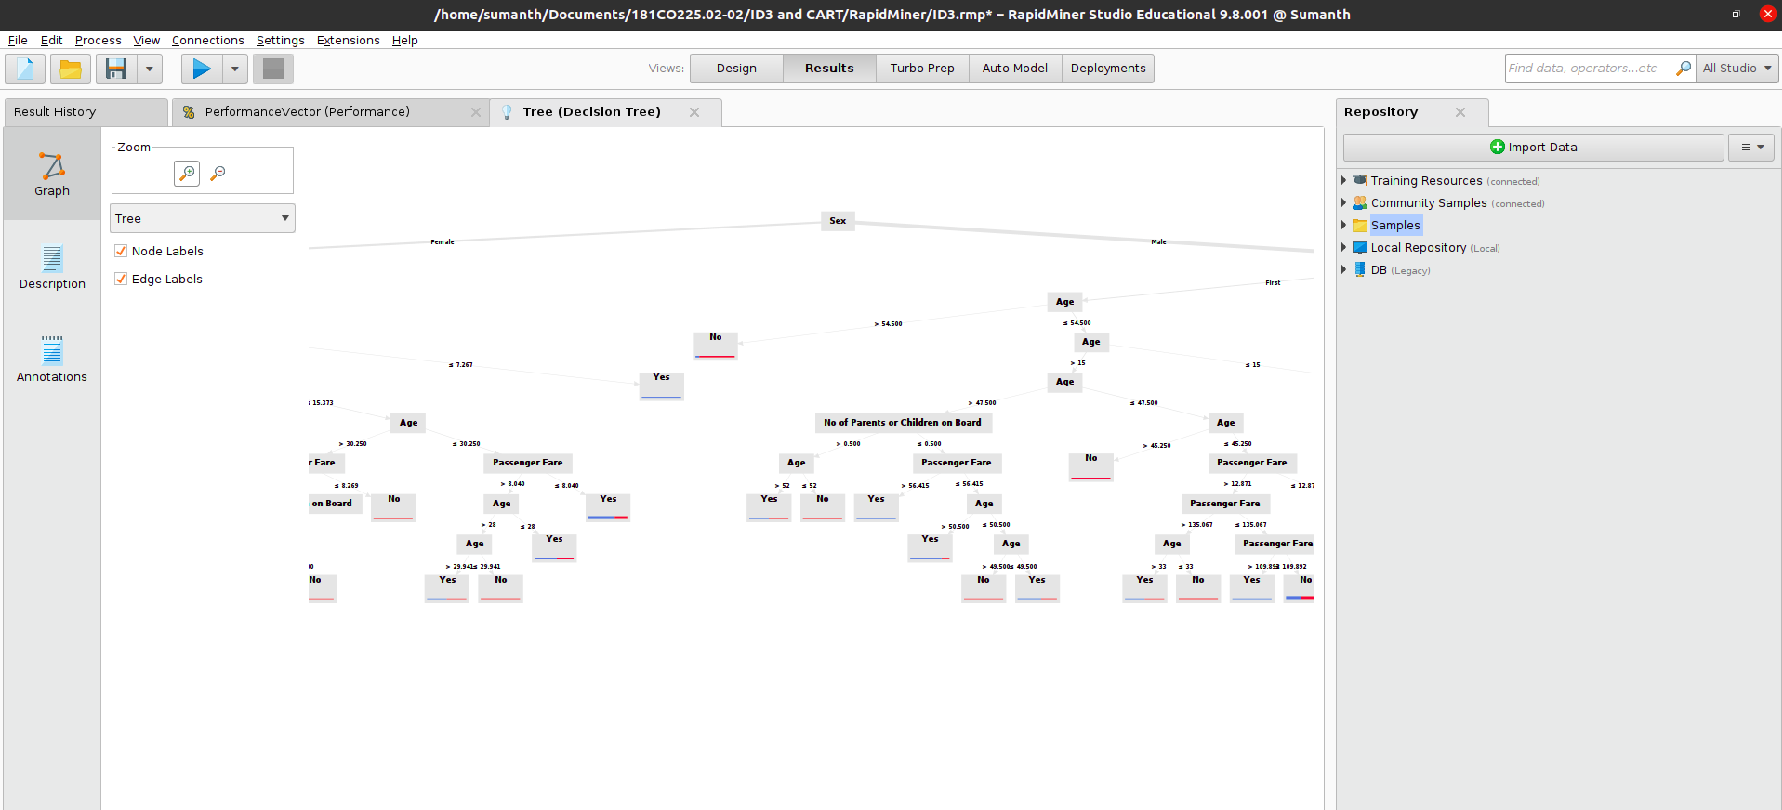 /home/sumanth/Documents/181CO225.02-02/ID3 and CART/RapidMiner/ID3.rmp* – RapidMiner Studio Educational 9.8.001 @ Sumanth
File Edit Process View Connections Settings Extensions Help
Views: Design Results Turbo Prep Auto Model Deployments
Find data, operators...etc All Studio
Result History
PerformanceVector (Performance)
Tree (Decision Tree)
Repository
Import Data
Training Resources (connected)
Community Samples (connected)
Samples
Local Repository (Local)
DB (Legacy)
Graph
Description
Annotations
Zoom
Tree
Node Labels
Edge Labels
Sex
Female Male
First
Age
> 54.500 ≤ 54.500
No Age
≤ 7.267 > 15 ≤ 15
Yes Age
15.373 > 47.500 ≤ 47.500
Age No of Parents or Children on Board Age
> 30.250 ≤ 30.250 > 0.500 ≤ 0.500 > 45.250 ≤ 45.250
r Fare Passenger Fare Age Passenger Fare No Passenger Fare
≤ 8.269 > 8.040 ≤ 8.040 > 52 ≤ 52 > 56.415 ≤ 56.415 > 12.871 ≤ 12.87
on Board No Age Yes Yes No Yes Age Passenger Fare
> 28 ≤ 28 > 50.500 ≤ 50.500 > 135.067 ≤ 135.067
Age Yes Yes Age Age Passenger Fare
> 29.941 ≤ 29.941 > 49.500 ≤ 49.500 > 33 ≤ 33 > 109.892 ≤ 109.892
No Yes No No Yes Yes No Yes No